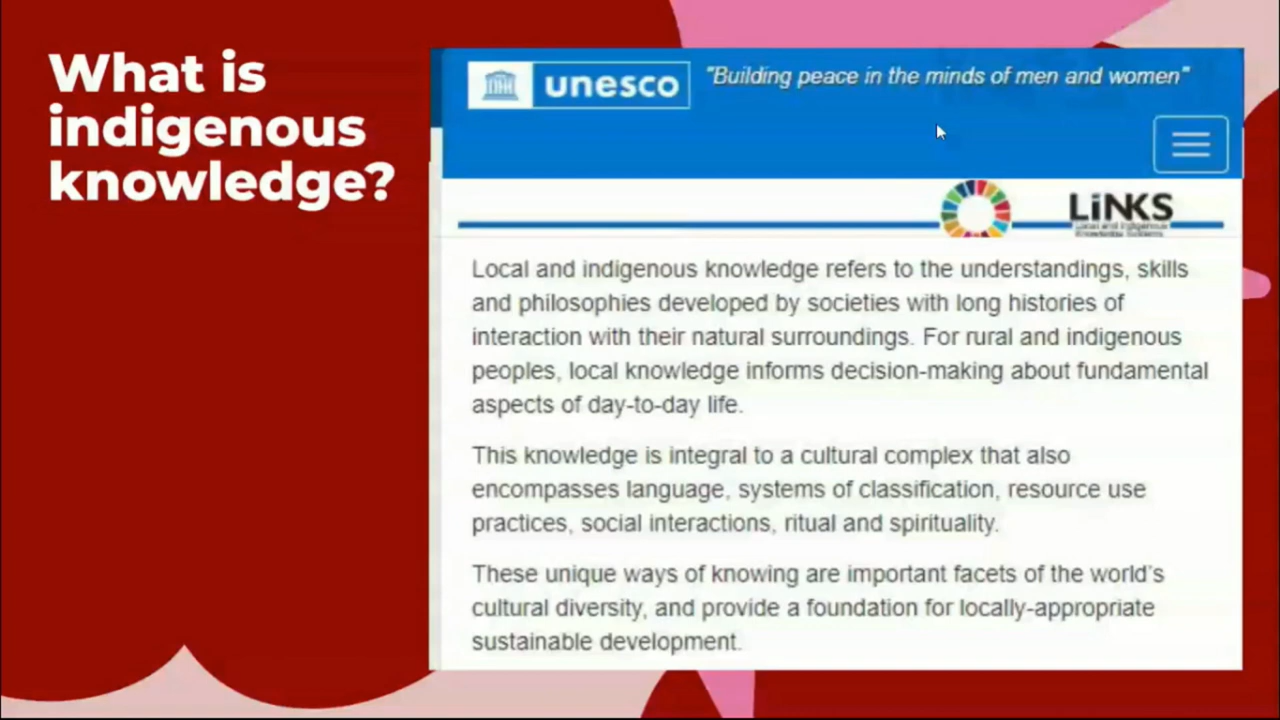 What is
indigenous
knowledge?
unesco
"Building peace in the minds of men and women"
LiNKS
Local and Indigenous
Knowledge Systems
Local and indigenous knowledge refers to the understandings, skills
and philosophies developed by societies with long histories of
interaction with their natural surroundings. For rural and indigenous
peoples, local knowledge informs decision-making about fundamental
aspects of day-to-day life.
This knowledge is integral to a cultural complex that also
encompasses language, systems of classification, resource use
practices, social interactions, ritual and spirituality.
These unique ways of knowing are important facets of the world's
cultural diversity, and provide a foundation for locally-appropriate
sustainable development.